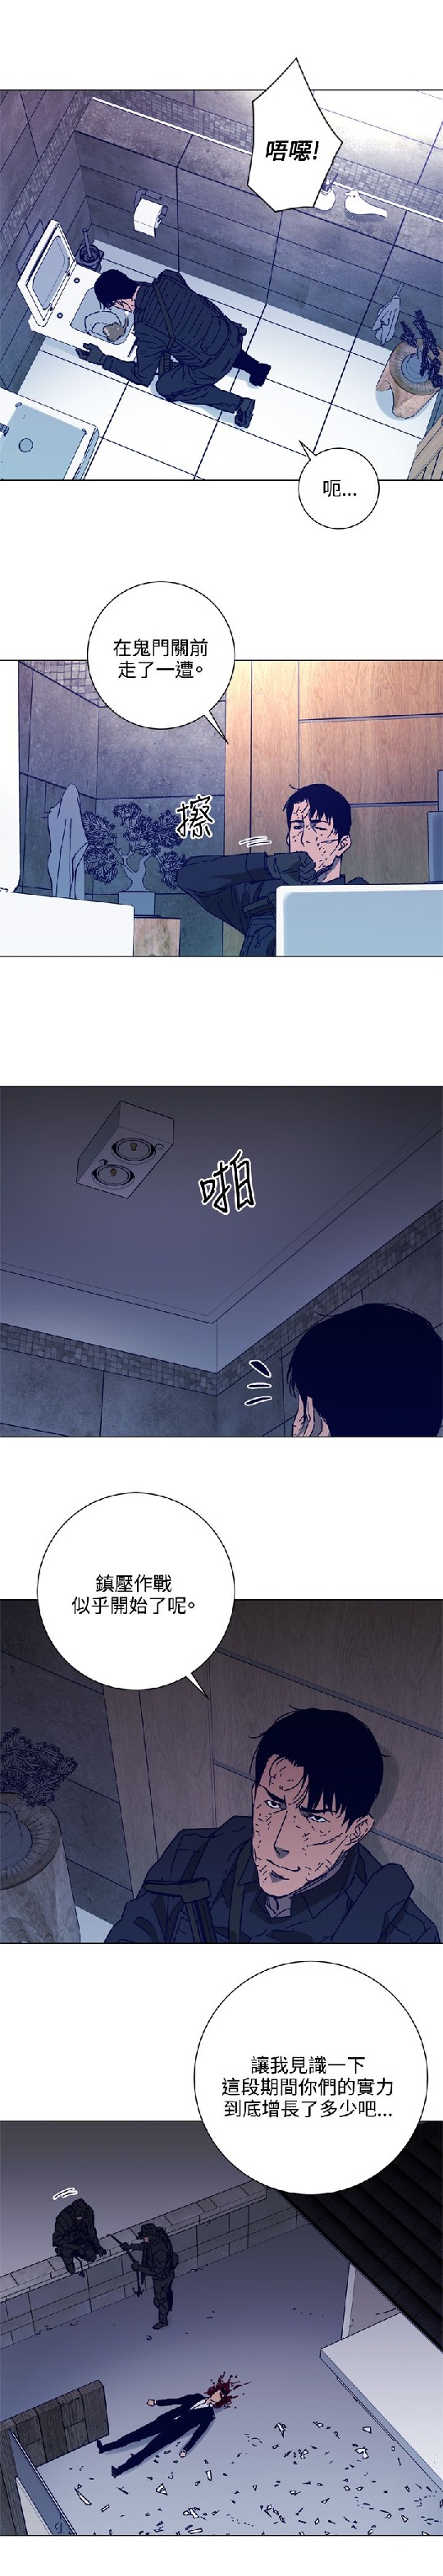 唔噁!
呃...
在鬼門關前
走了一遭。
擦
啪
鎮壓作戰
似乎開始了呢。
讓我見識一下
這段期間你們的實力
到底增長了多少吧...